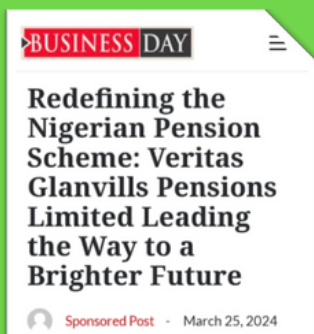 BUSINESS DAY
Redefining the
Nigerian Pension
Scheme: Veritas
Glanvills Pensions
Limited Leading
the Way to a
Brighter Future
Sponsored Post - March 25, 2024